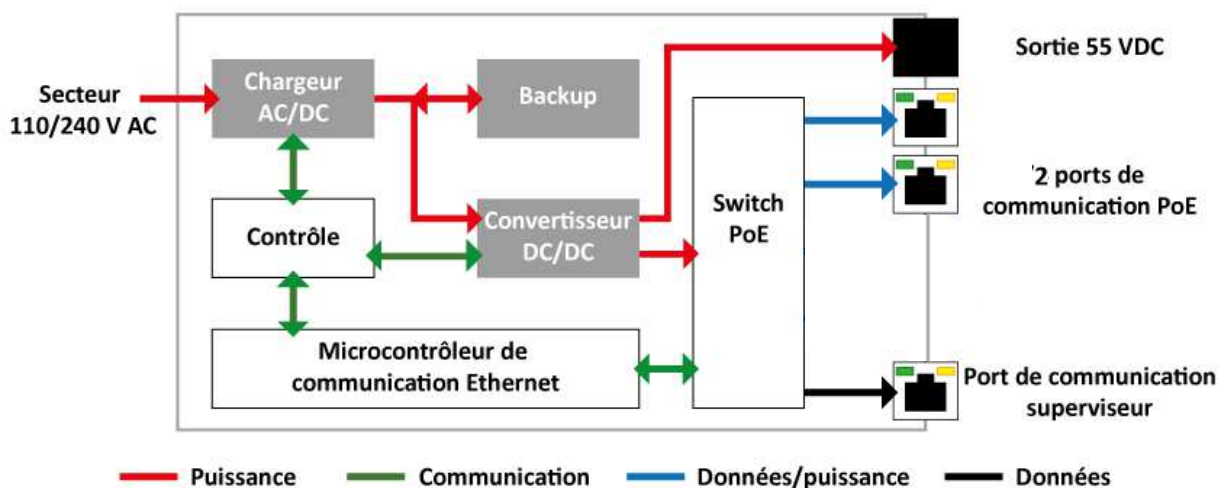 Sortie 55 VDC
Secteur
110/240 V AC
Chargeur
AC/DC
Backup
2 ports de
communication PoE
Switch
PoE
Contrôle
Convertisseur
DC/DC
Microcontrôleur de
communication Ethernet
Port de communication
superviseur
Puissance
Communication
Données/puissance
Données